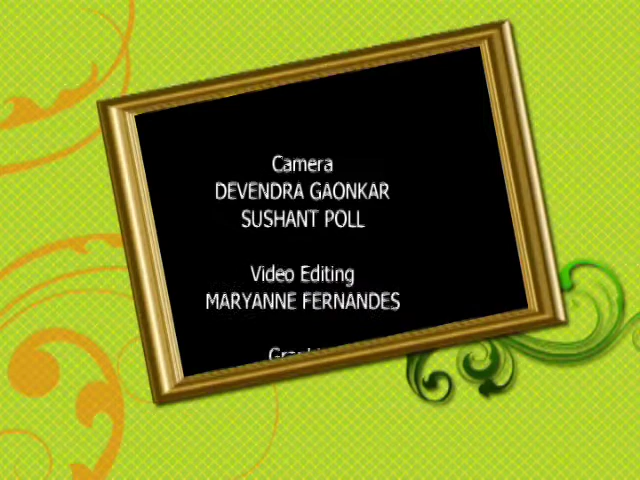 Camera
DEVENDRA GAONKAR
SUSHANT POLL
Video Editing
MARYANNE FERNANDES